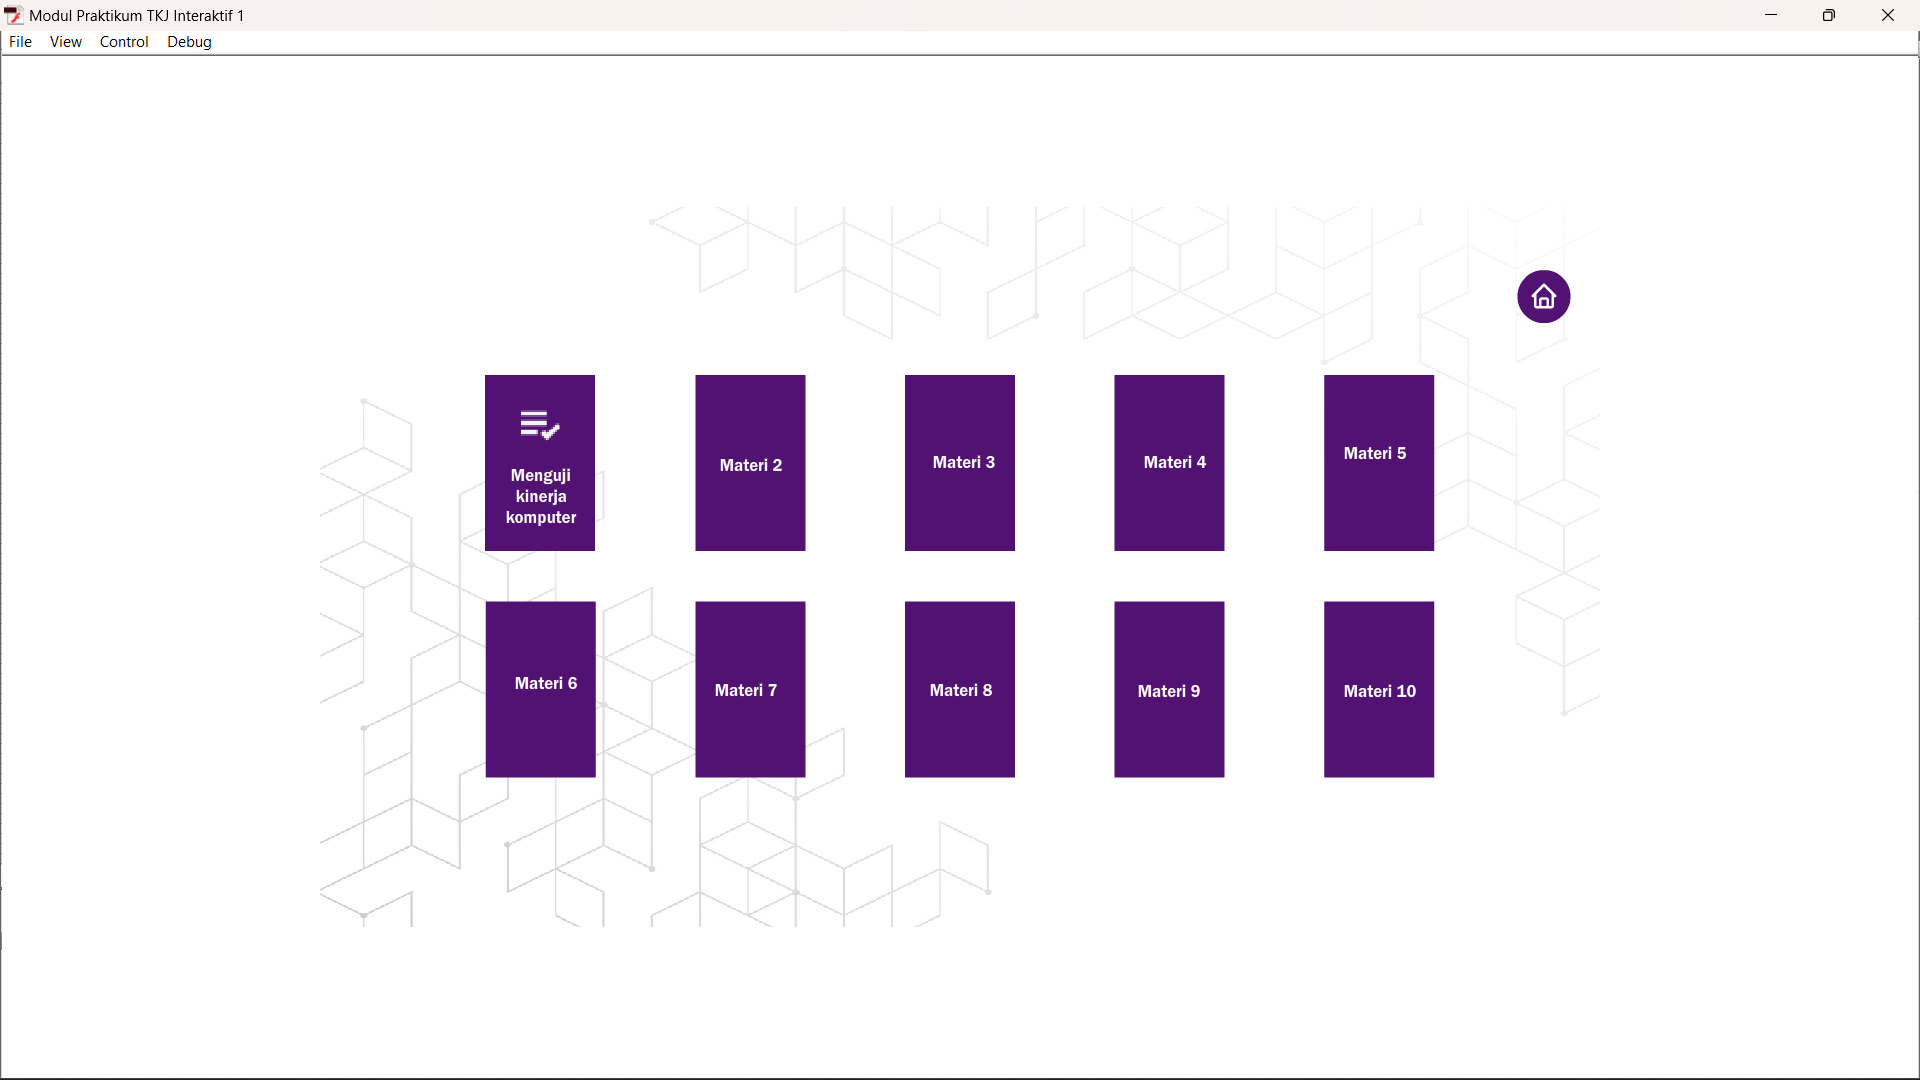 Modul Praktikum TKJ Interaktif 1
File View Control Debug
Menguji
kinerja
komputer
Materi 2
Materi 3
Materi 4
Materi 5
Materi 6
Materi 7
Materi 8
Materi 9
Materi 10